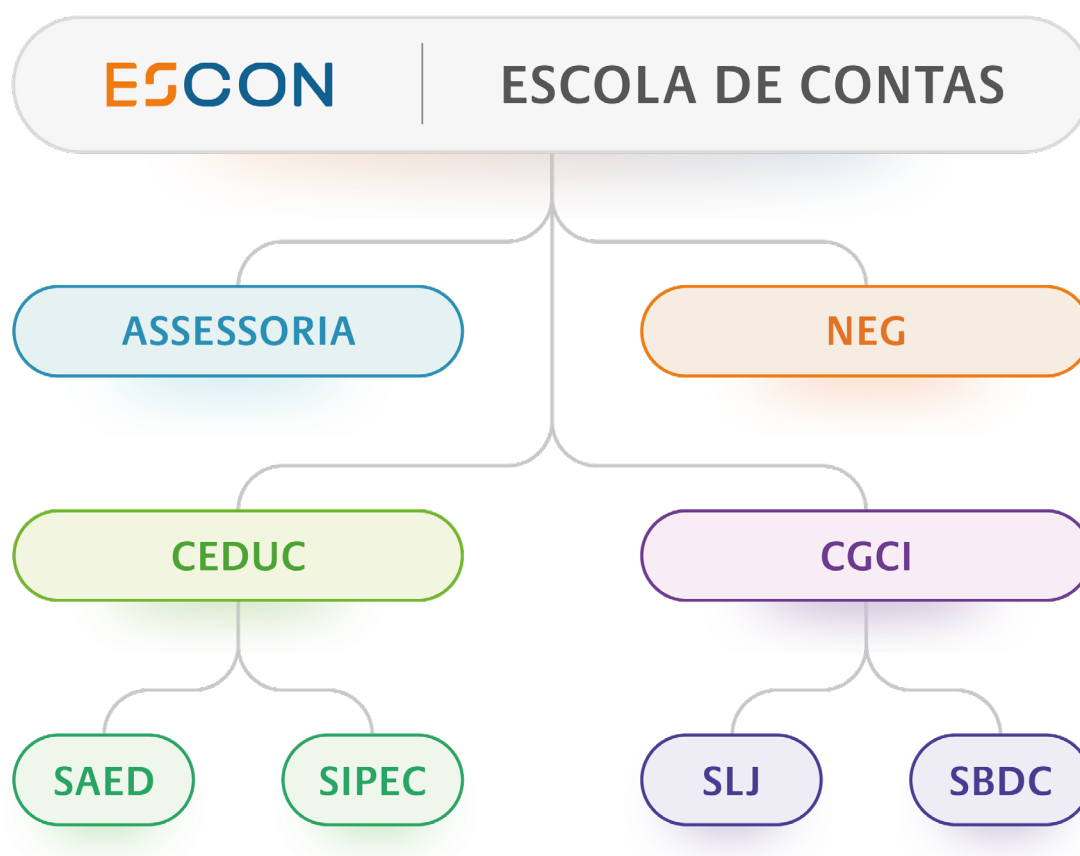 ESCON | ESCOLA DE CONTAS
ASSESSORIA NEG
CEDUC CGCI
SAED SIPEC SLJ SBDC